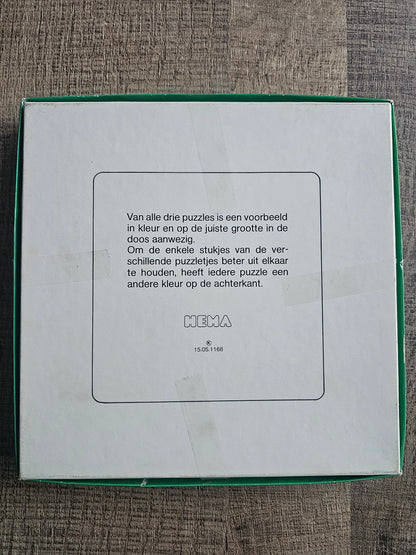 Van alle drie puzzles is een voorbeeld
in kleur en op de juiste grootte in de
doos aanwezig.
Om de enkele stukjes van de ver-
schillende puzzletjes beter uit elkaar
te houden, heeft iedere puzzle een
andere kleur op de achterkant.
HEMA
15.05.1166